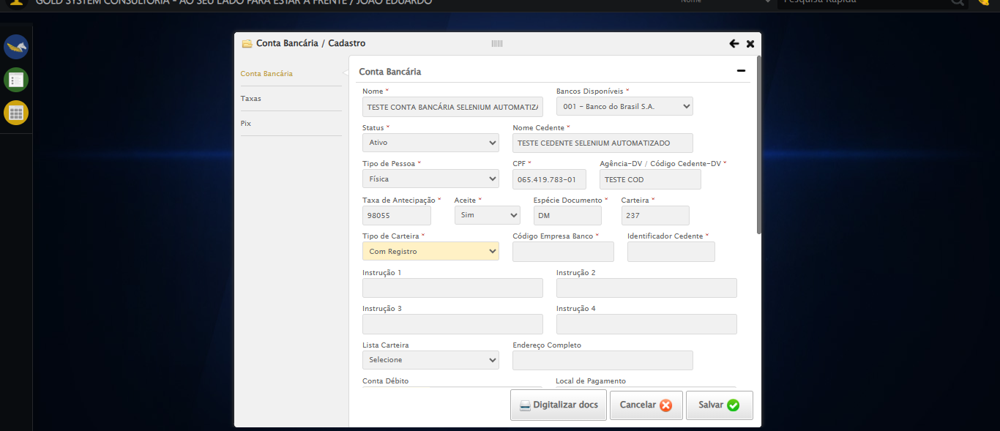 GOLD SYSTEM CONSULTORIA - AO SEU LADO PARA ESTAR À FRENTE / JOÃO EDUARDO
Nome
Pesquisa Rápida
Conta Bancária / Cadastro
Conta Bancária
Taxas
Pix
Conta Bancária
Nome *
Bancos Disponíveis *
TESTE CONTA BANCÁRIA SELENIUM AUTOMATIZA
001 - Banco do Brasil S.A.
Status *
Nome Cedente *
Ativo
TESTE CEDENTE SELENIUM AUTOMATIZADO
Tipo de Pessoa *
CPF *
Agência-DV / Código Cedente-DV *
Física
065.419.783-01
TESTE COD
Taxa de Antecipação *
Aceite *
Espécie Documento *
Carteira *
98055
Sim
DM
237
Tipo de Carteira *
Código Empresa Banco *
Identificador Cedente *
Com Registro
Instrução 1
Instrução 2
Instrução 3
Instrução 4
Lista Carteira
Endereço Completo
Selecione
Conta Débito
Local de Pagamento
Digitalizar docs
Cancelar
Salvar